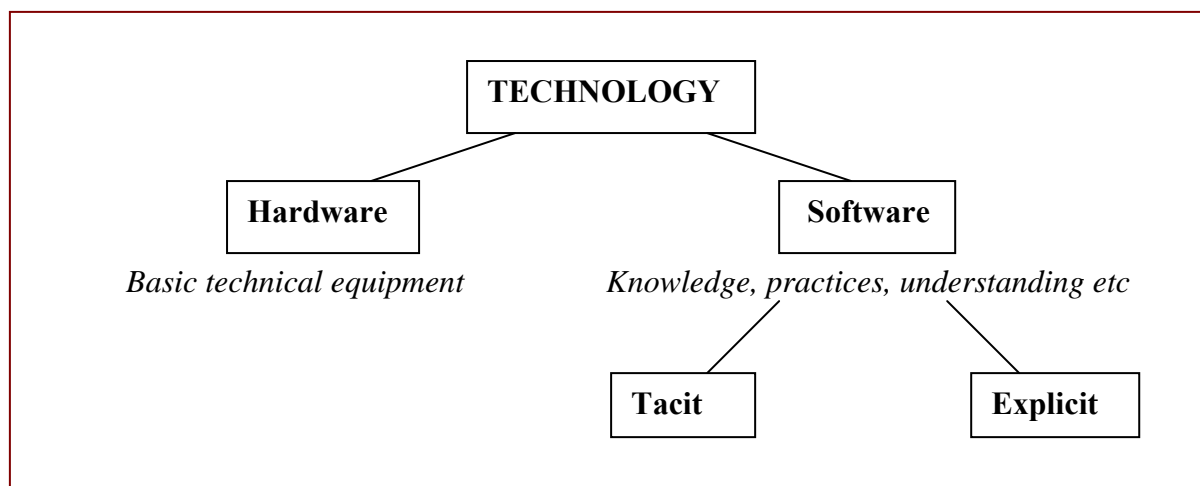 TECHNOLOGY
Hardware
Software
Basic technical equipment
Knowledge, practices, understanding etc
Tacit
Explicit